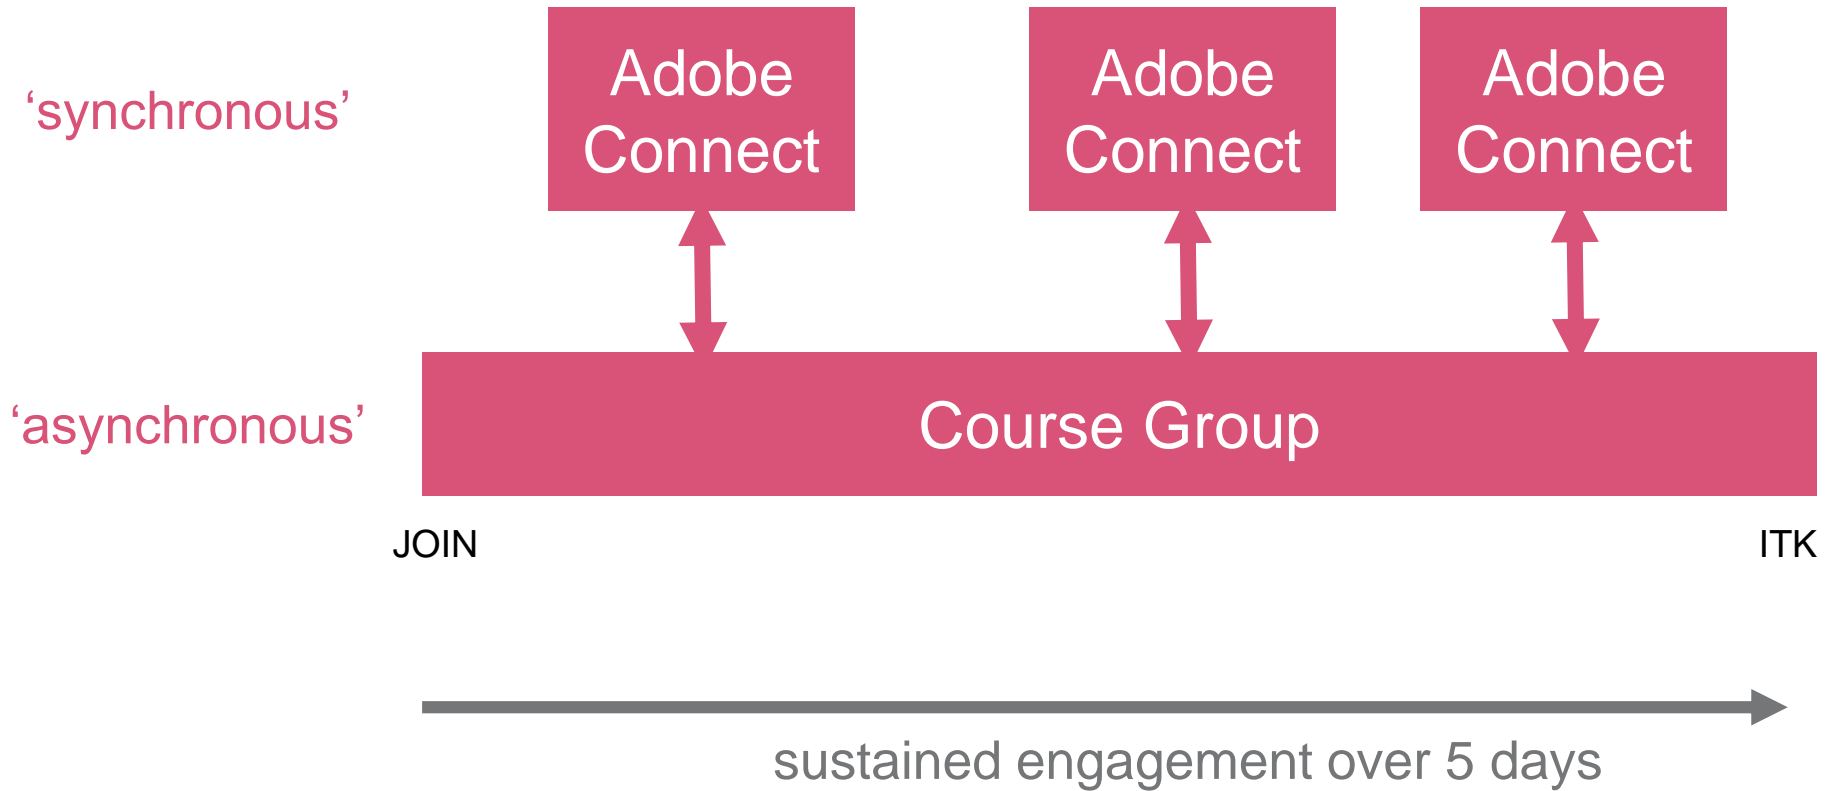 ‘synchronous’
Adobe
Connect
Adobe
Connect
Adobe
Connect
‘asynchronous’
Course Group
JOIN
ITK
sustained engagement over 5 days